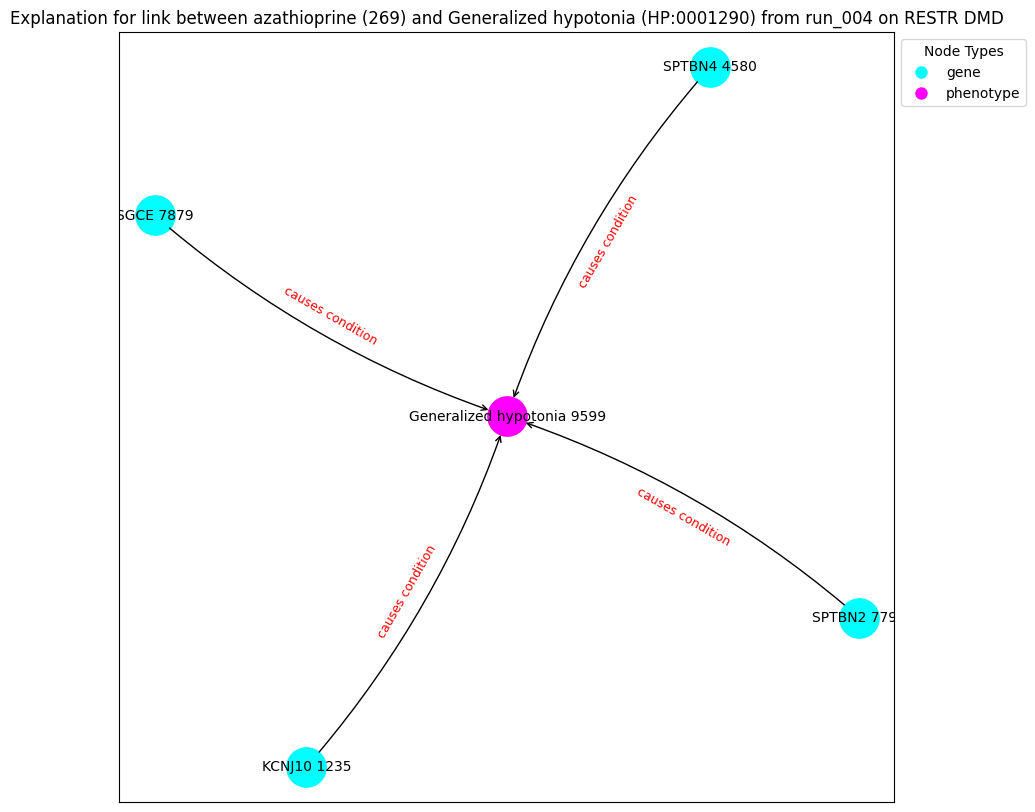 Explanation for link between azathioprine (269) and Generalized hypotonia (HP:0001290) from run_004 on RESTR DMD
Node Types
gene
phenotype
SPTBN4 4580
SGCE 7879
causes condition
causes condition
Generalized hypotonia 9599
causes condition
causes condition
SPTBN2 779
KCNJ10 1235